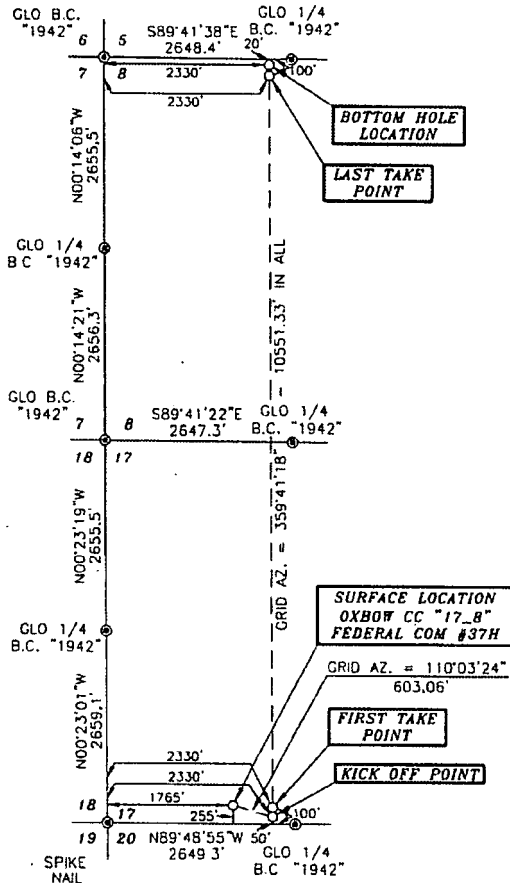 GLO B.C.
"1942"
GLO 1/4
B.C. "1942"
6 5
S89°41'38"E
2648.4'
20'
7 8
2330'
100'
2330'
BOTTOM HOLE
LOCATION
LAST TAKE
POINT
N00°14'06"W
2655.5'
GLO 1/4
B.C "1942"
N00°14'21"W
2656.3'
GRID AZ. = 359°41'18" - 10551.33' IN ALL
GLO B.C.
"1942"
7 8
S89°41'22"E
2647.3'
GLO 1/4
B.C. "1942"
18 17
N00°23'19"W
2655.5'
GLO 1/4
B.C. "1942"
N00°23'01"W
2659.1'
SURFACE LOCATION
OXBOW CC "17_8"
FEDERAL COM #37H
GRID AZ. = 110°03'24"
603.06'
FIRST TAKE
POINT
2330'
2330'
KICK OFF POINT
1765'
18 17
255'
100'
19 20
N89°48'55"W
2649 3'
50'
SPIKE
NAIL
GLO 1/4
B.C "1942"